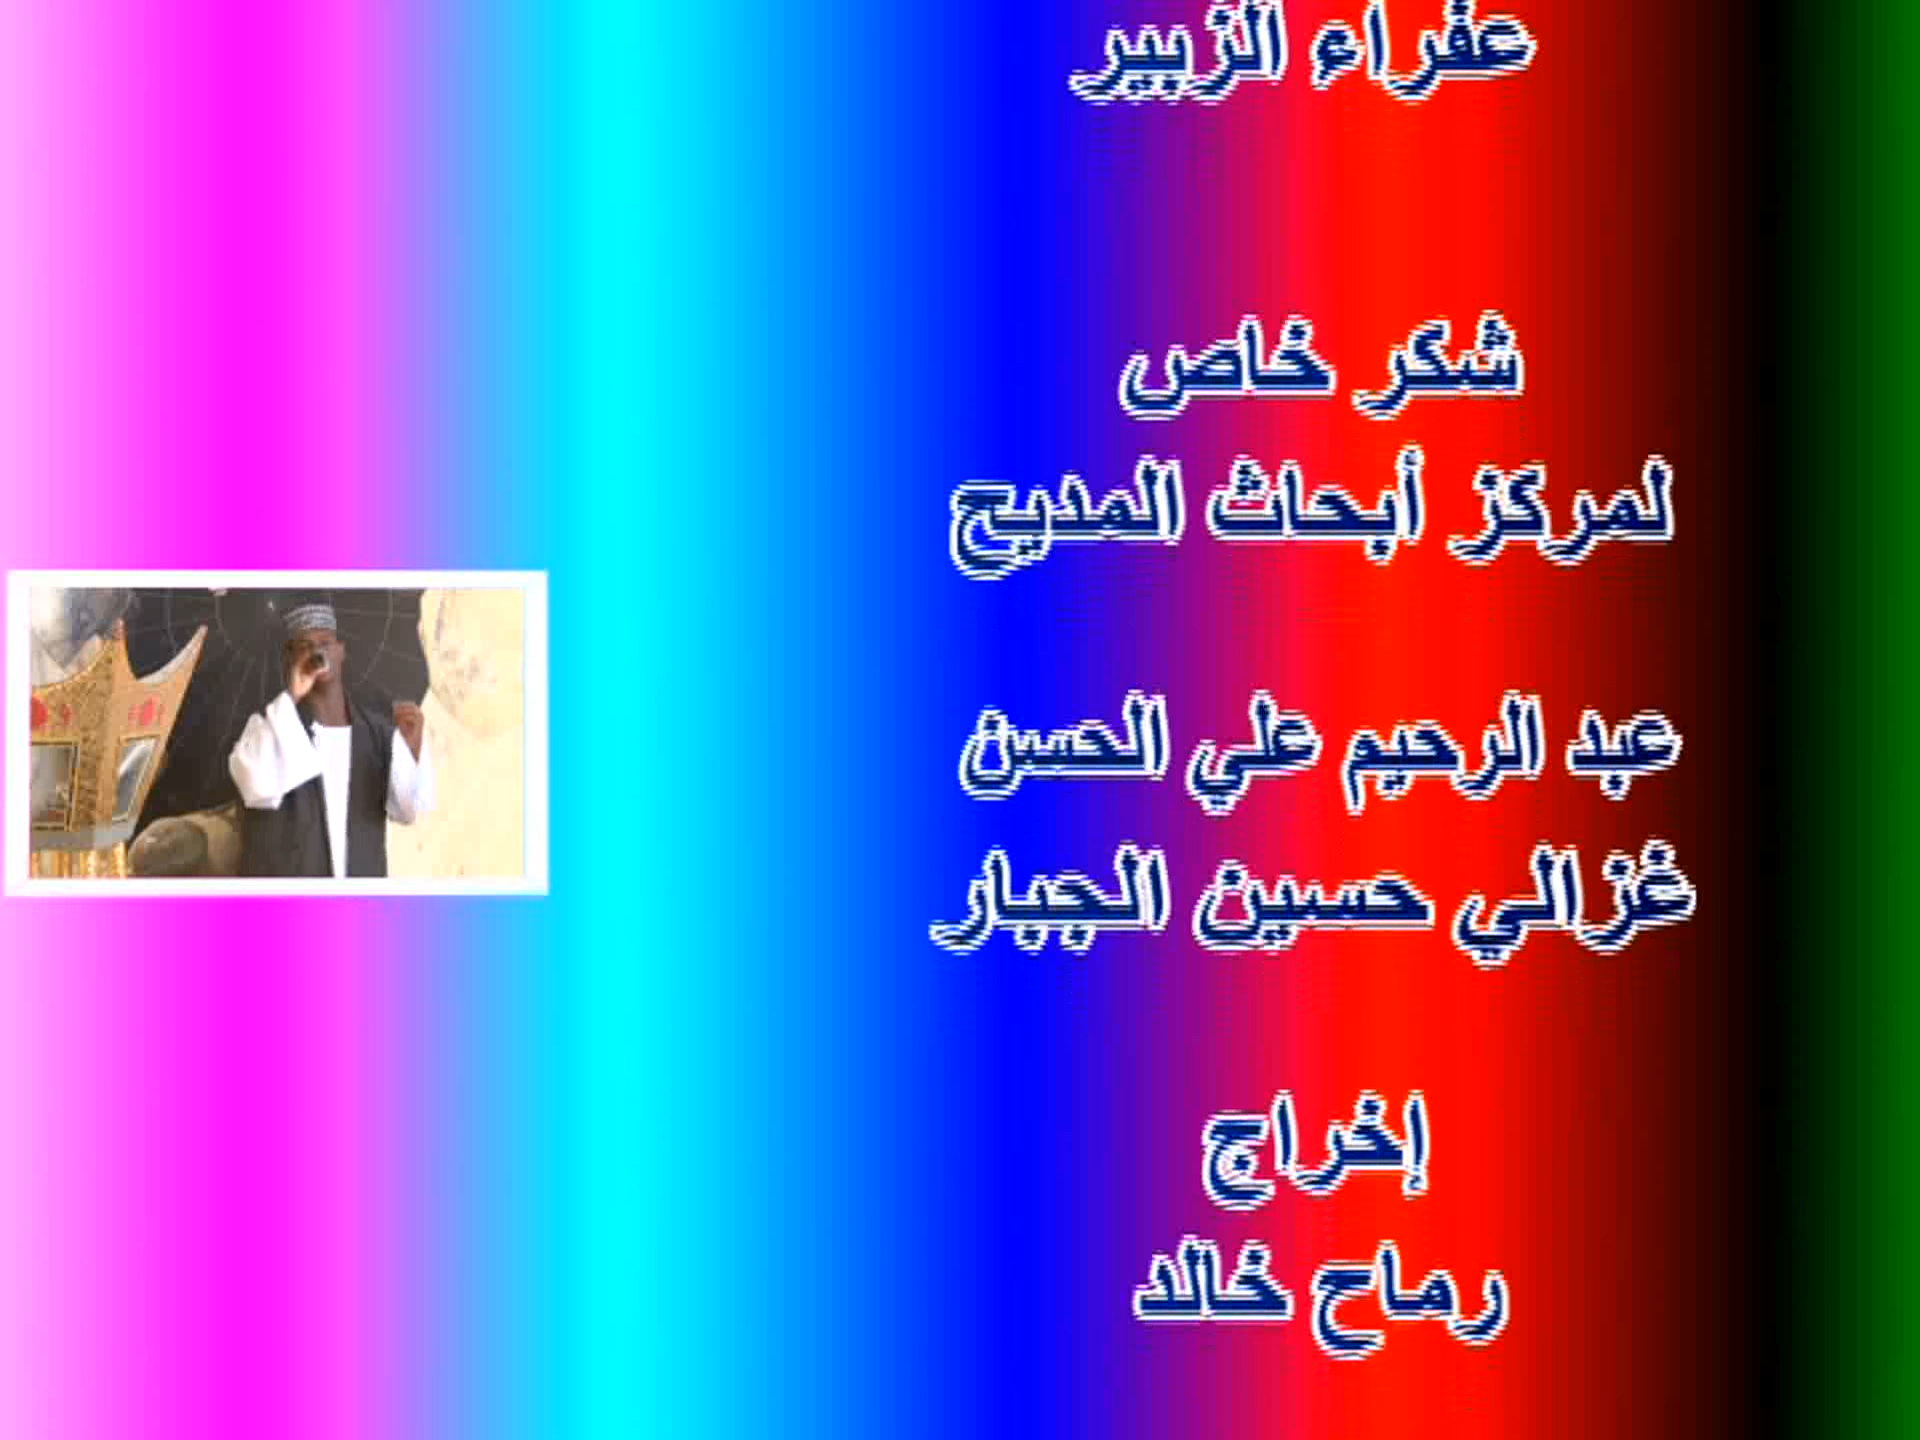 عفراء الزبير
شكر خاص
لمركز أبحاث المديح
عبد الرحيم علي الحسن
غزالي حسين الجبار
إخراج
رماح خالد